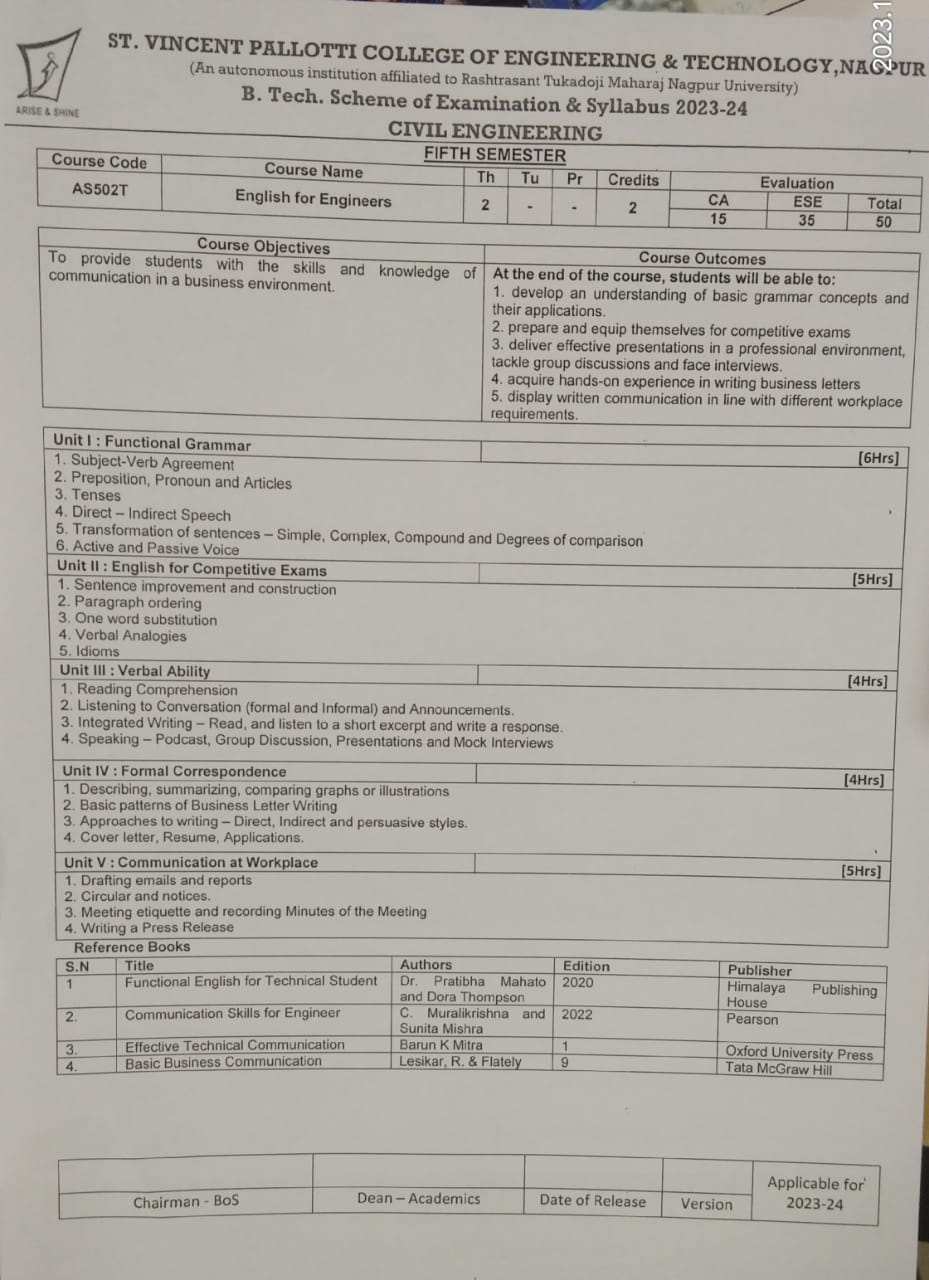 2023.1
ST. VINCENT PALLOTTI COLLEGE OF ENGINEERING & TECHNOLOGY,NAGPUR
(An autonomous institution affiliated to Rashtrasant Tukadoji Maharaj Nagpur University)
B. Tech. Scheme of Examination & Syllabus 2023-24
ARISE & SHINE
CIVIL ENGINEERING
FIFTH SEMESTER
Course Code Course Name Th Tu Pr Credits Evaluation
AS502T English for Engineers 2 - - 2 CA ESE Total
15 35 50
Course Objectives
To provide students with the skills and knowledge of
communication in a business environment.
Course Outcomes
At the end of the course, students will be able to:
1. develop an understanding of basic grammar concepts and
their applications.
2. prepare and equip themselves for competitive exams
3. deliver effective presentations in a professional environment,
tackle group discussions and face interviews.
4. acquire hands-on experience in writing business letters
5. display written communication in line with different workplace
requirements.
Unit I : Functional Grammar [6Hrs]
1. Subject-Verb Agreement
2. Preposition, Pronoun and Articles
3. Tenses
4. Direct – Indirect Speech
5. Transformation of sentences – Simple, Complex, Compound and Degrees of comparison
6. Active and Passive Voice
Unit II : English for Competitive Exams [5Hrs]
1. Sentence improvement and construction
2. Paragraph ordering
3. One word substitution
4. Verbal Analogies
5. Idioms
Unit III : Verbal Ability [4Hrs]
1. Reading Comprehension
2. Listening to Conversation (formal and Informal) and Announcements.
3. Integrated Writing – Read, and listen to a short excerpt and write a response.
4. Speaking – Podcast, Group Discussion, Presentations and Mock Interviews
Unit IV : Formal Correspondence [4Hrs]
1. Describing, summarizing, comparing graphs or illustrations
2. Basic patterns of Business Letter Writing
3. Approaches to writing – Direct, Indirect and persuasive styles.
4. Cover letter, Resume, Applications.
Unit V : Communication at Workplace [5Hrs]
1. Drafting emails and reports
2. Circular and notices.
3. Meeting etiquette and recording Minutes of the Meeting
4. Writing a Press Release
Reference Books
S.N Title Authors Edition Publisher
1 Functional English for Technical Student Dr. Pratibha Mahato 2020 Himalaya Publishing
and Dora Thompson House
2. Communication Skills for Engineer C. Muralikrishna and 2022 Pearson
Sunita Mishra
3. Effective Technical Communication Barun K Mitra 1 Oxford University Press
4. Basic Business Communication Lesikar, R. & Flately 9 Tata McGraw Hill
Chairman - BoS Dean – Academics Date of Release Version Applicable for
2023-24